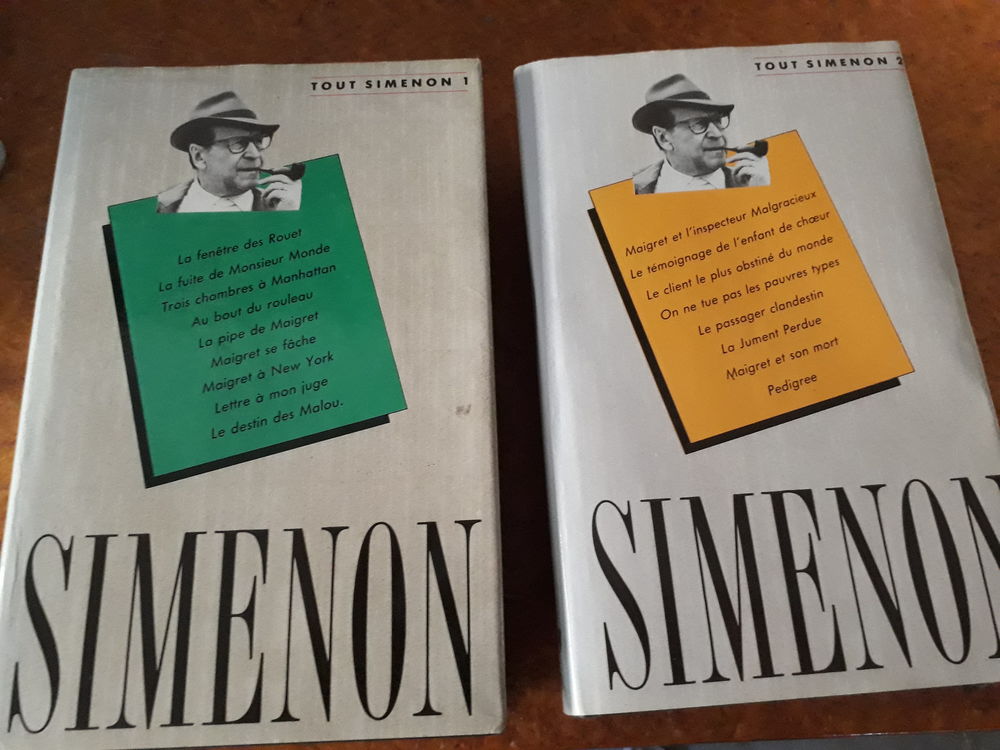 TOUT SIMENON 1
La fenêtre des Rouet
La fuite de Monsieur Monde
Trois chambres à Manhattan
Au bout du rouleau
La pipe de Maigret
Maigret se fâche
Maigret à New York
Lettre à mon juge
Le destin des Malou.
SIMENON
TOUT SIMENON 2
Maigret et l'inspecteur Malgracieux
Le témoignage de l'enfant de chœur
Le client le plus obstiné du monde
On ne tue pas les pauvres types
Le passager clandestin
La Jument Perdue
Maigret et son mort
Pedigree
SIMENON